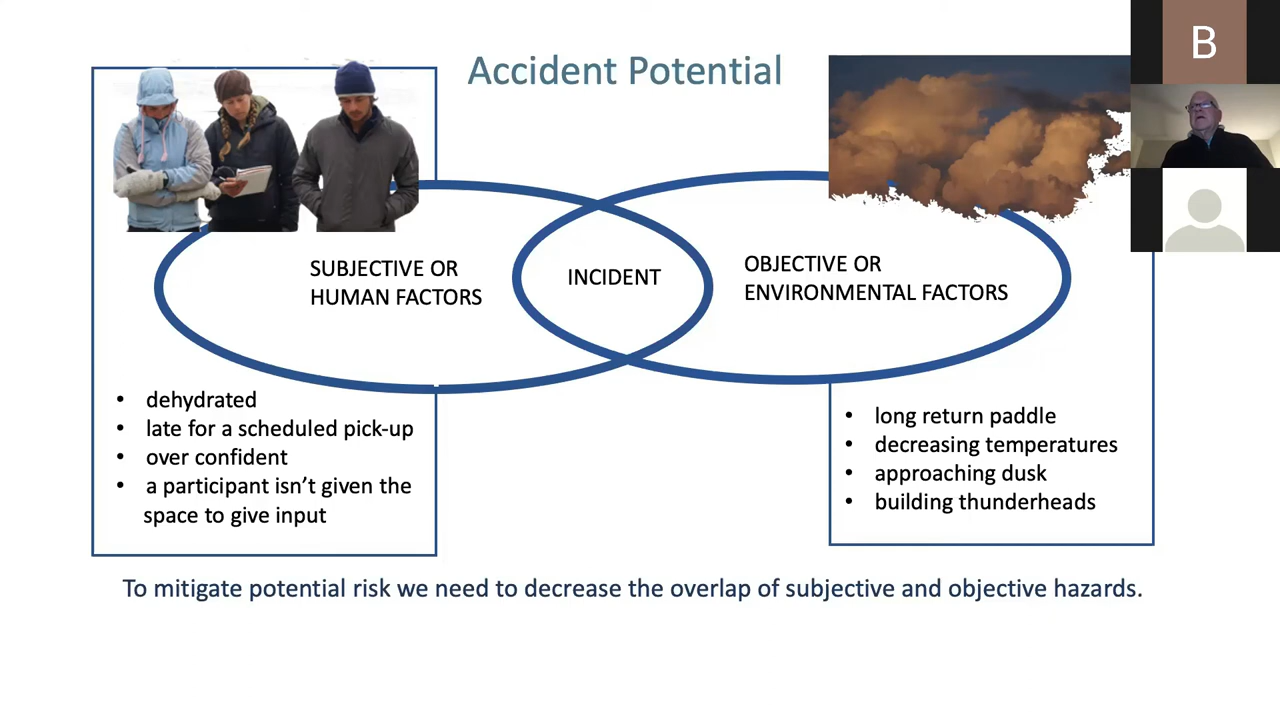 Accident Potential
B
SUBJECTIVE OR
HUMAN FACTORS
INCIDENT
OBJECTIVE OR
ENVIRONMENTAL FACTORS
• dehydrated
• late for a scheduled pick-up
• over confident
• a participant isn’t given the
space to give input
• long return paddle
• decreasing temperatures
• approaching dusk
• building thunderheads
To mitigate potential risk we need to decrease the overlap of subjective and objective hazards.